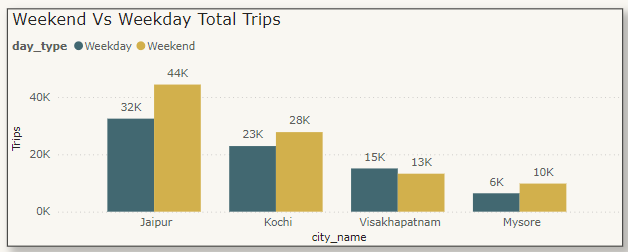 Weekend Vs Weekday Total Trips
day_type Weekday Weekend
44K
40K
32K
28K
23K
20K
15K
13K
10K
6K
0K
Trips
Jaipur Kochi Visakhapatnam Mysore
city_name